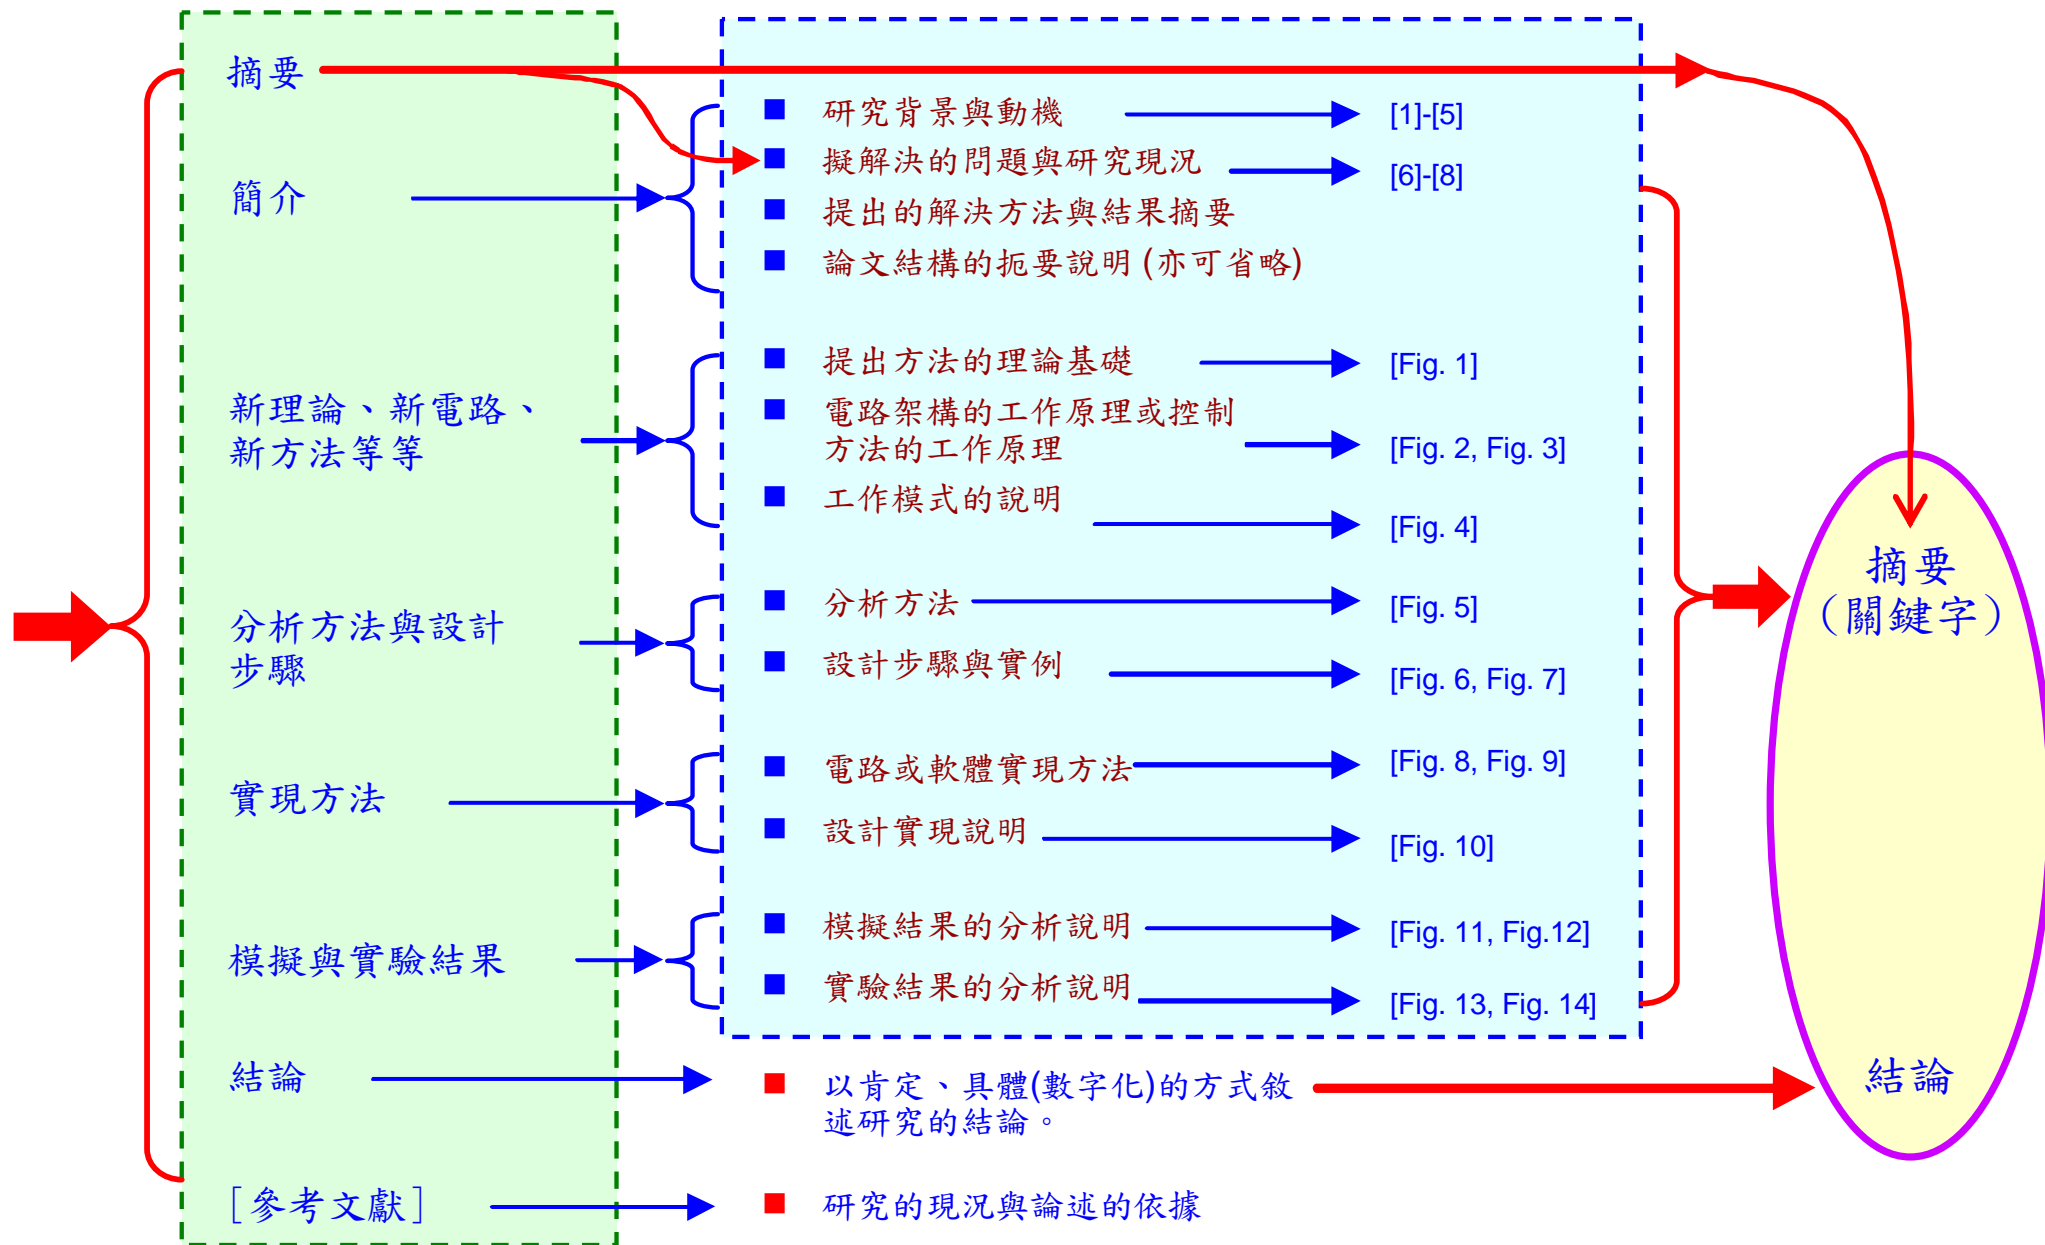 摘要
簡介
研究背景與動機
[1]-[5]
擬解決的問題與研究現況
[6]-[8]
提出的解決方法與結果摘要
論文結構的扼要說明 (亦可省略)
新理論、新電路、
新方法等等
提出方法的理論基礎
[Fig. 1]
電路架構的工作原理或控制
方法的工作原理
[Fig. 2, Fig. 3]
工作模式的說明
[Fig. 4]
分析方法與設計
步驟
分析方法
[Fig. 5]
設計步驟與實例
[Fig. 6, Fig. 7]
實現方法
電路或軟體實現方法
[Fig. 8, Fig. 9]
設計實現說明
[Fig. 10]
模擬與實驗結果
模擬結果的分析說明
[Fig. 11, Fig.12]
實驗結果的分析說明
[Fig. 13, Fig. 14]
結論
以肯定、具體(數字化)的方式敘
述研究的結論。
[參考文獻]
研究的現況與論述的依據
摘要
(關鍵字)
結論